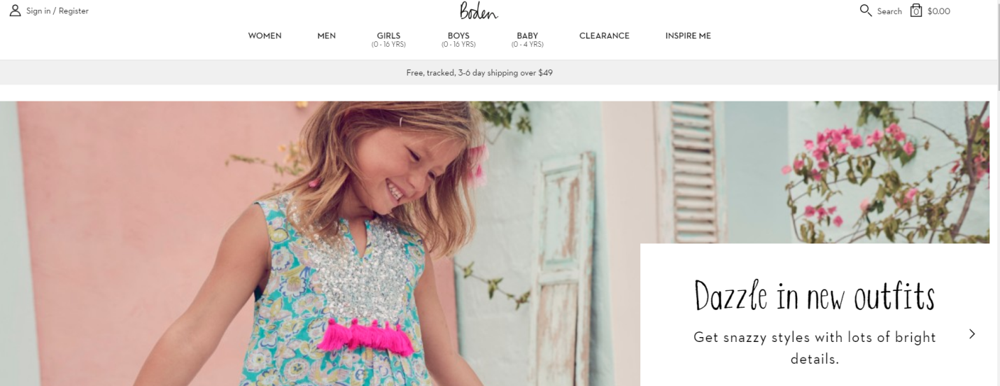 Sign in / Register
Boden
Search
0
$0.00
WOMEN
MEN
GIRLS
(0 - 16 YRS)
BOYS
(0 - 16 YRS)
BABY
(0 - 4 YRS)
CLEARANCE
INSPIRE ME
Free, tracked, 3-6 day shipping over $49
Dazzle in new outfits
Get snazzy styles with lots of bright
details.